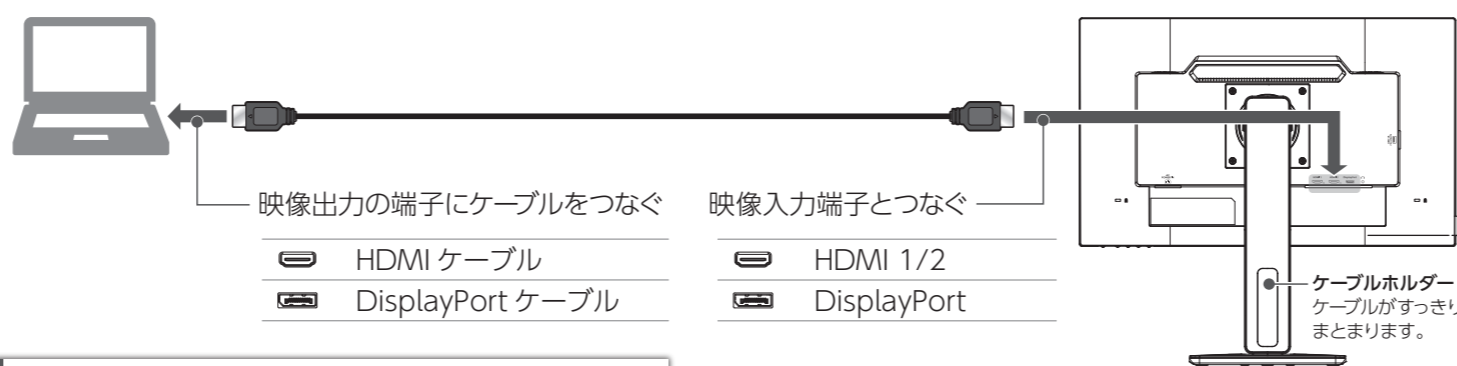 映像出力の端子にケーブルをつなぐ
HDMI ケーブル
DisplayPort ケーブル
映像入力端子とつなぐ
HDMI 1/2
DisplayPort
ケーブルホルダー
ケーブルがすっきり
まとまります。